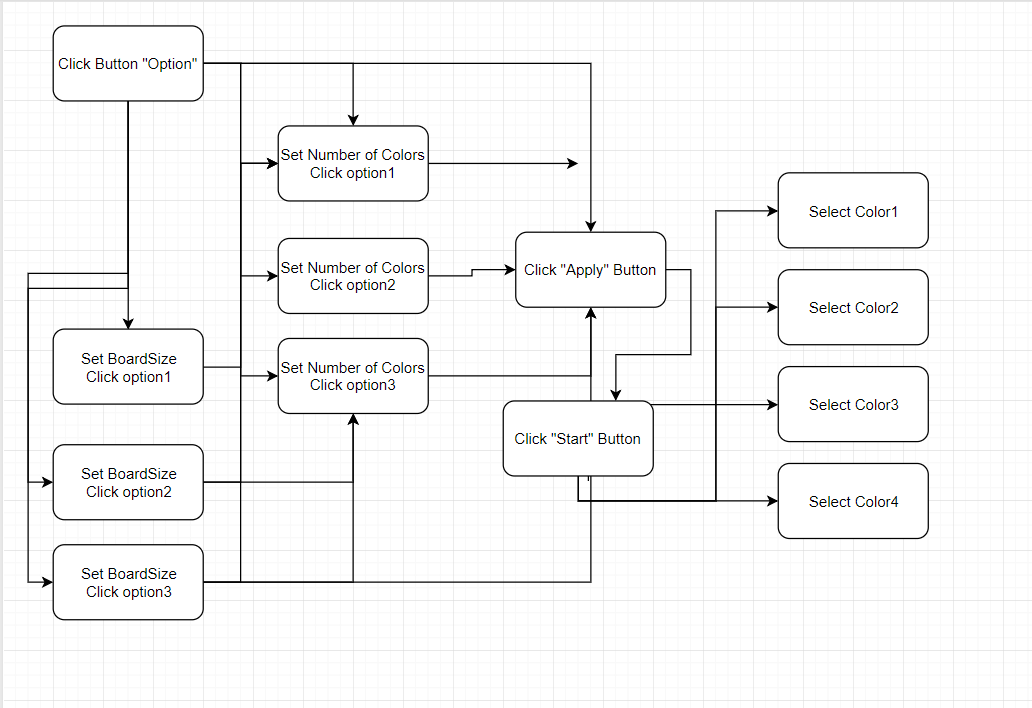 Click Button "Option"
Set Number of Colors
Click option1
Set Number of Colors
Click option2
Set Number of Colors
Click option3
Set BoardSize
Click option1
Set BoardSize
Click option2
Set BoardSize
Click option3
Click "Apply" Button
Click "Start" Button
Select Color1
Select Color2
Select Color3
Select Color4